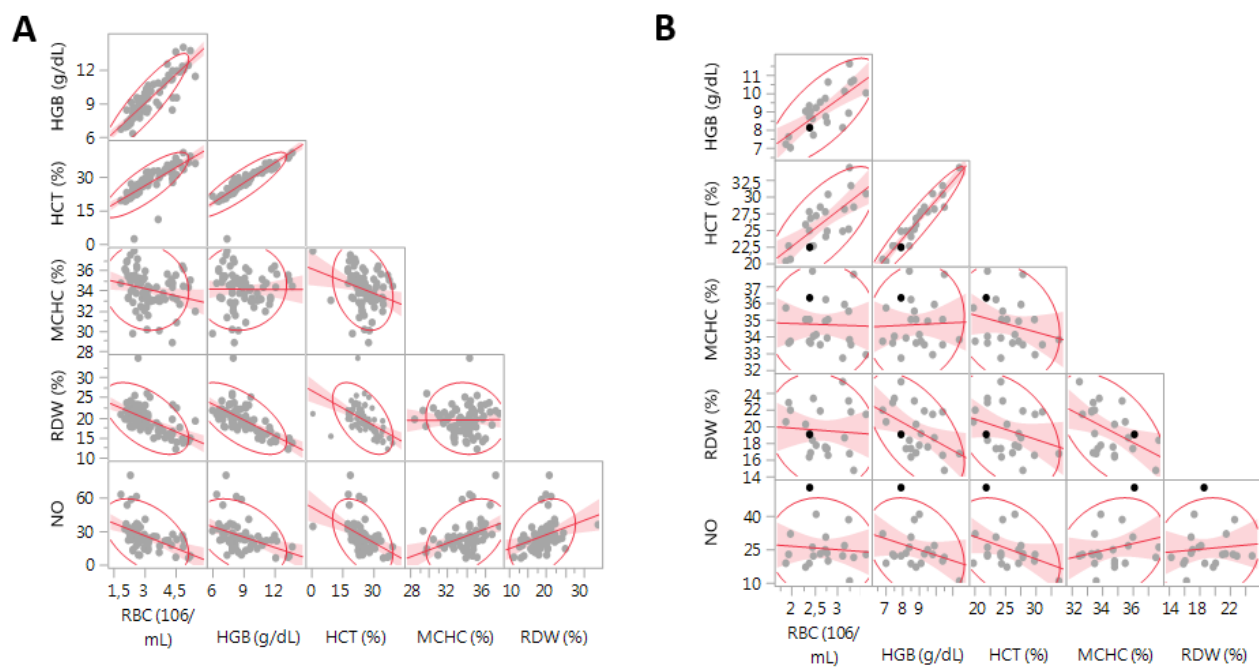 A
B
HGB (g/dL)
12
9
6
HCT (%)
30
15
0
MCHC (%)
36
34
32
30
28
RDW (%)
30
25
20
15
10
NO
60
30
0
1,5 3 4,5
6 9 12
0 15 30
28 32 36
10 20 30
RBC (106/
mL)
HGB (g/dL)
HCT (%)
MCHC (%)
RDW (%)
HGB (g/dL)
11
10
9
8
7
HCT (%)
32,5
30
27,5
25
22,5
20
MCHC (%)
37
36
35
34
33
32
RDW (%)
24
22
20
18
16
14
NO
40
25
10
2 2,5 3
7 8 9
20 25 30
32 34 36
14 18 22
RBC (106/
mL)
HGB (g/dL)
HCT (%)
MCHC (%)
RDW (%)